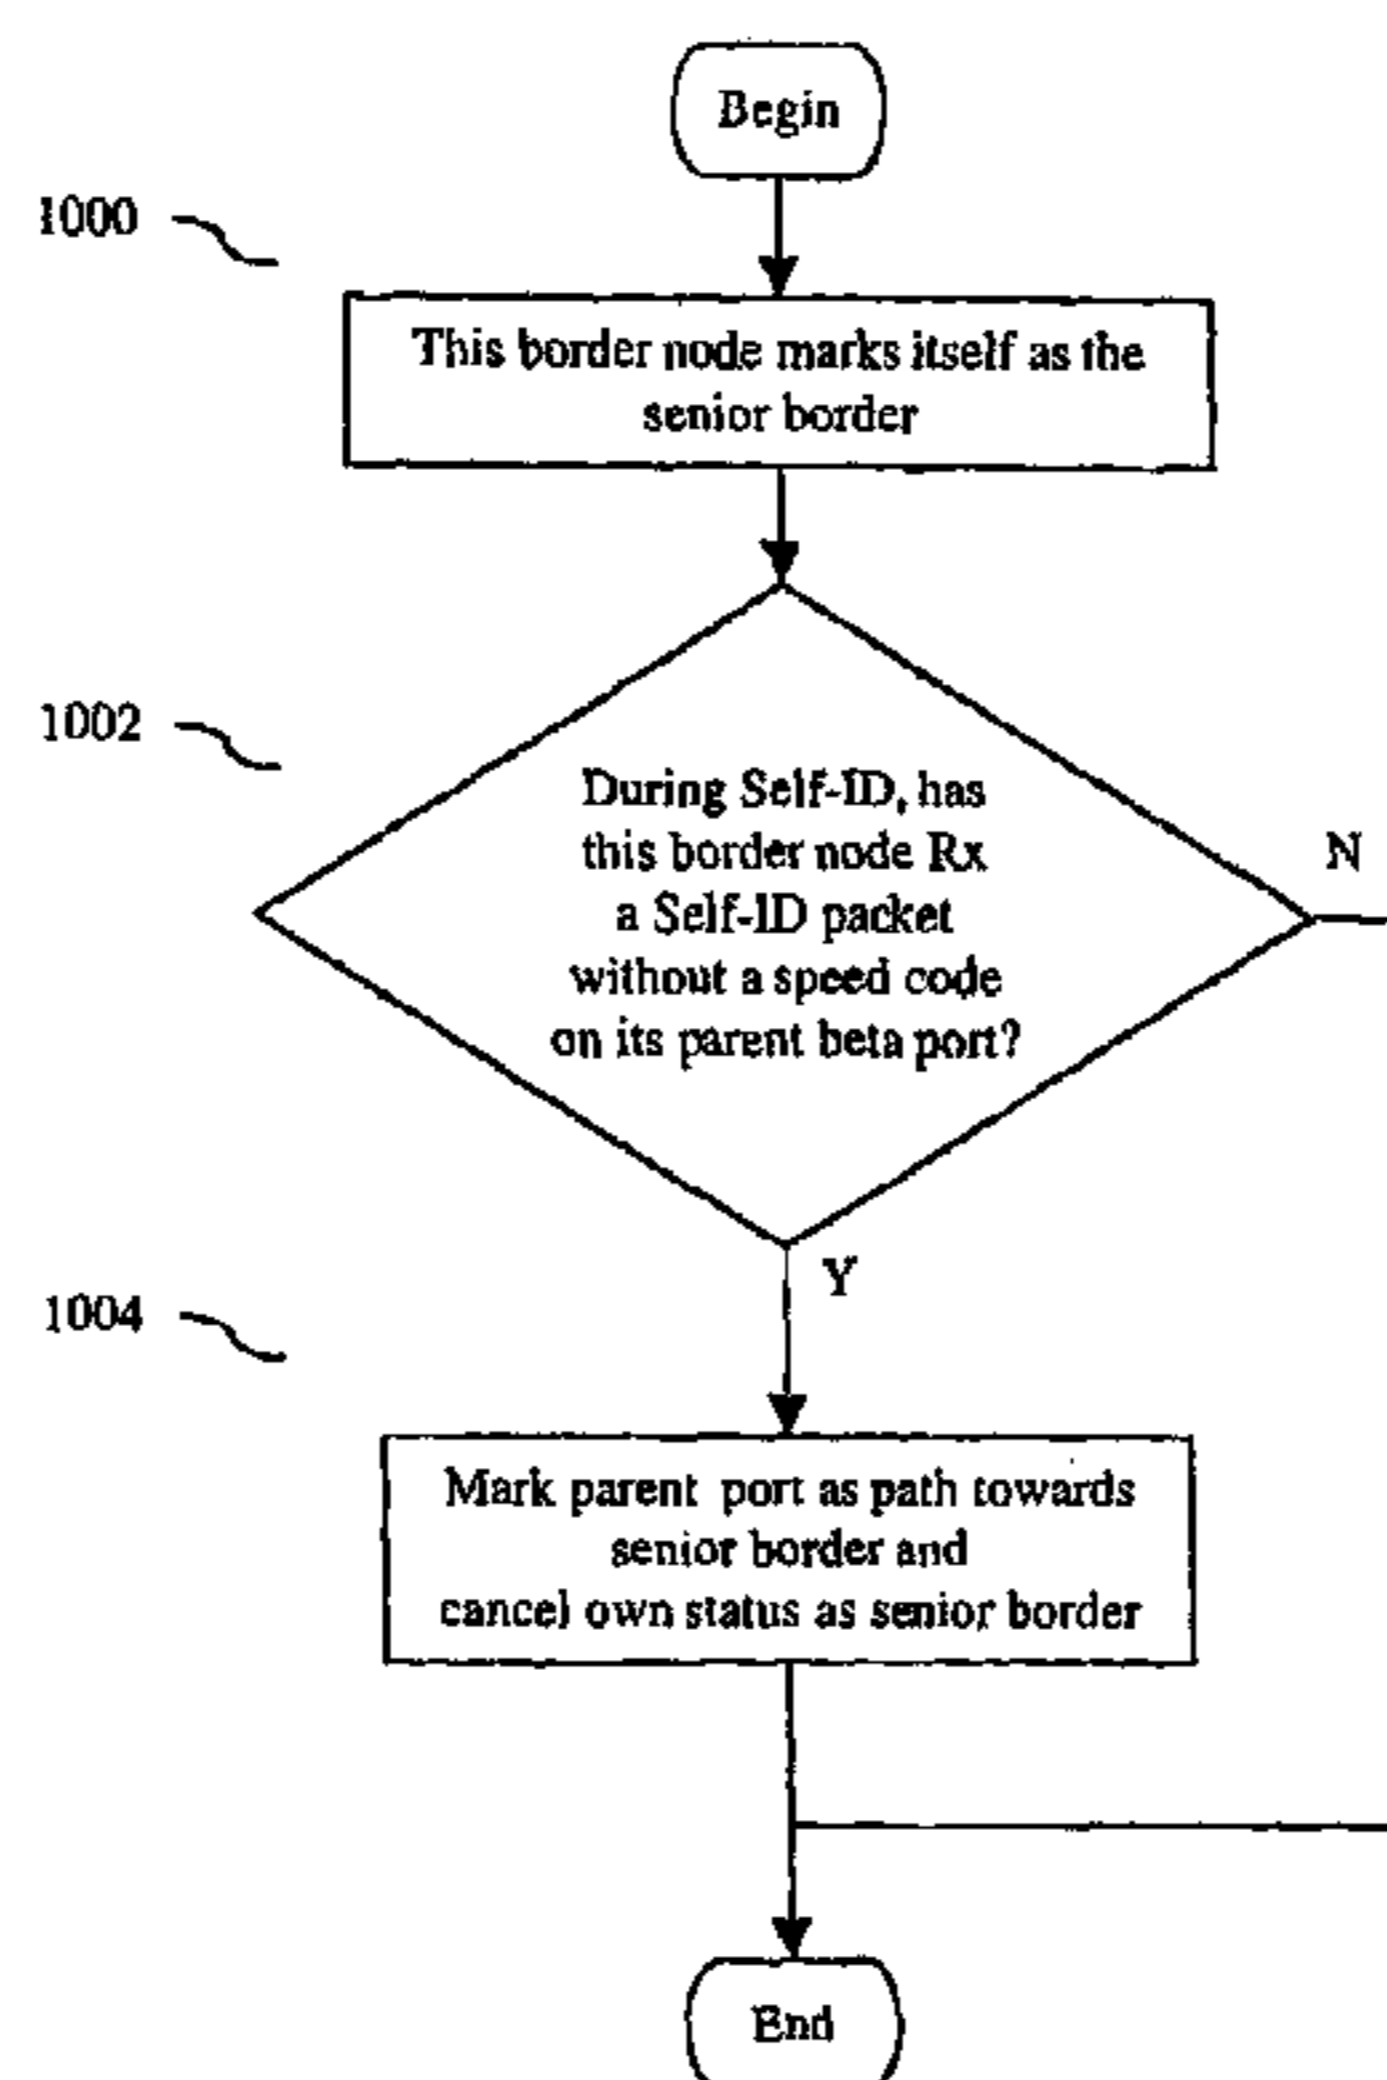 Begin
1000
This border node marks itself as the
senior border
1002
During Self-ID, has
this border node Rx
a Self-ID packet
without a speed code
on its parent beta port?
N
Y
1004
Mark parent port as path towards
senior border and
cancel own status as senior border
End